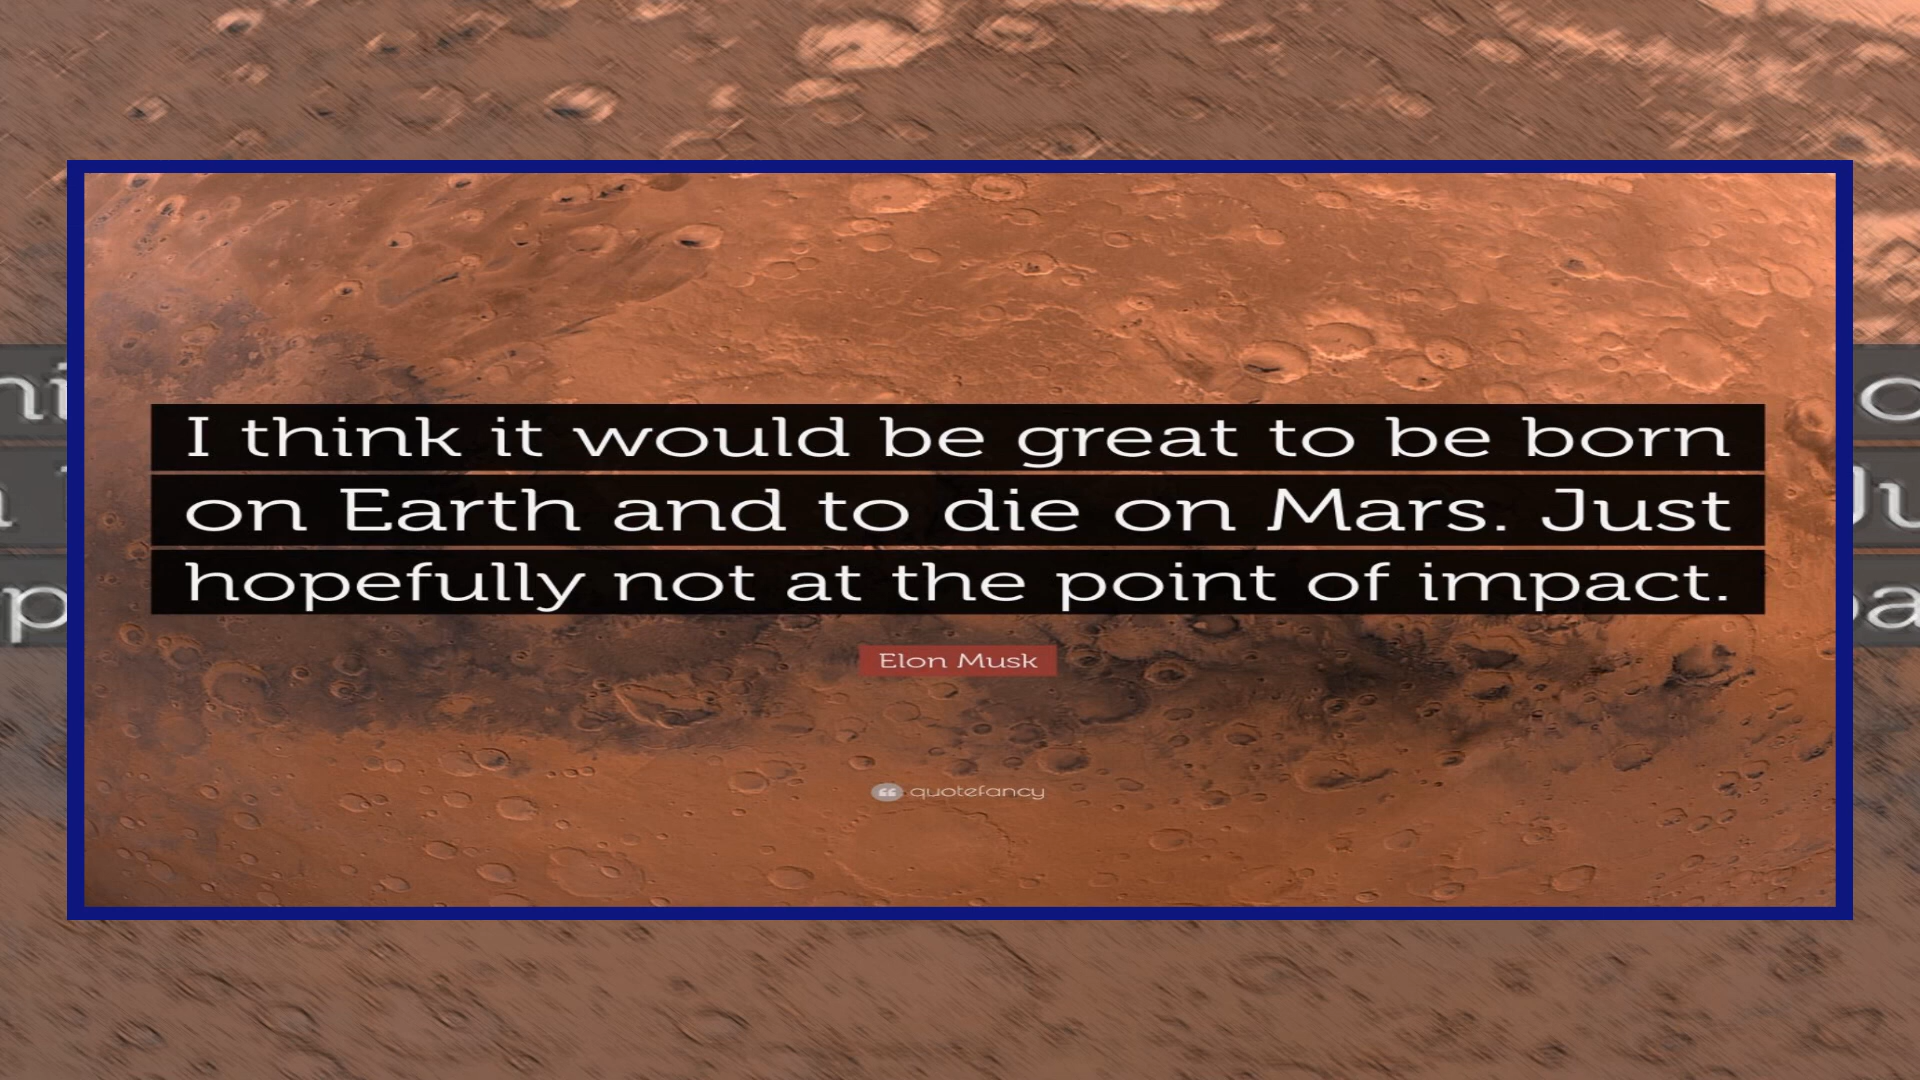 I think it would be great to be born
on Earth and to die on Mars. Just
hopefully not at the point of impact.
Elon Musk
quotefancy